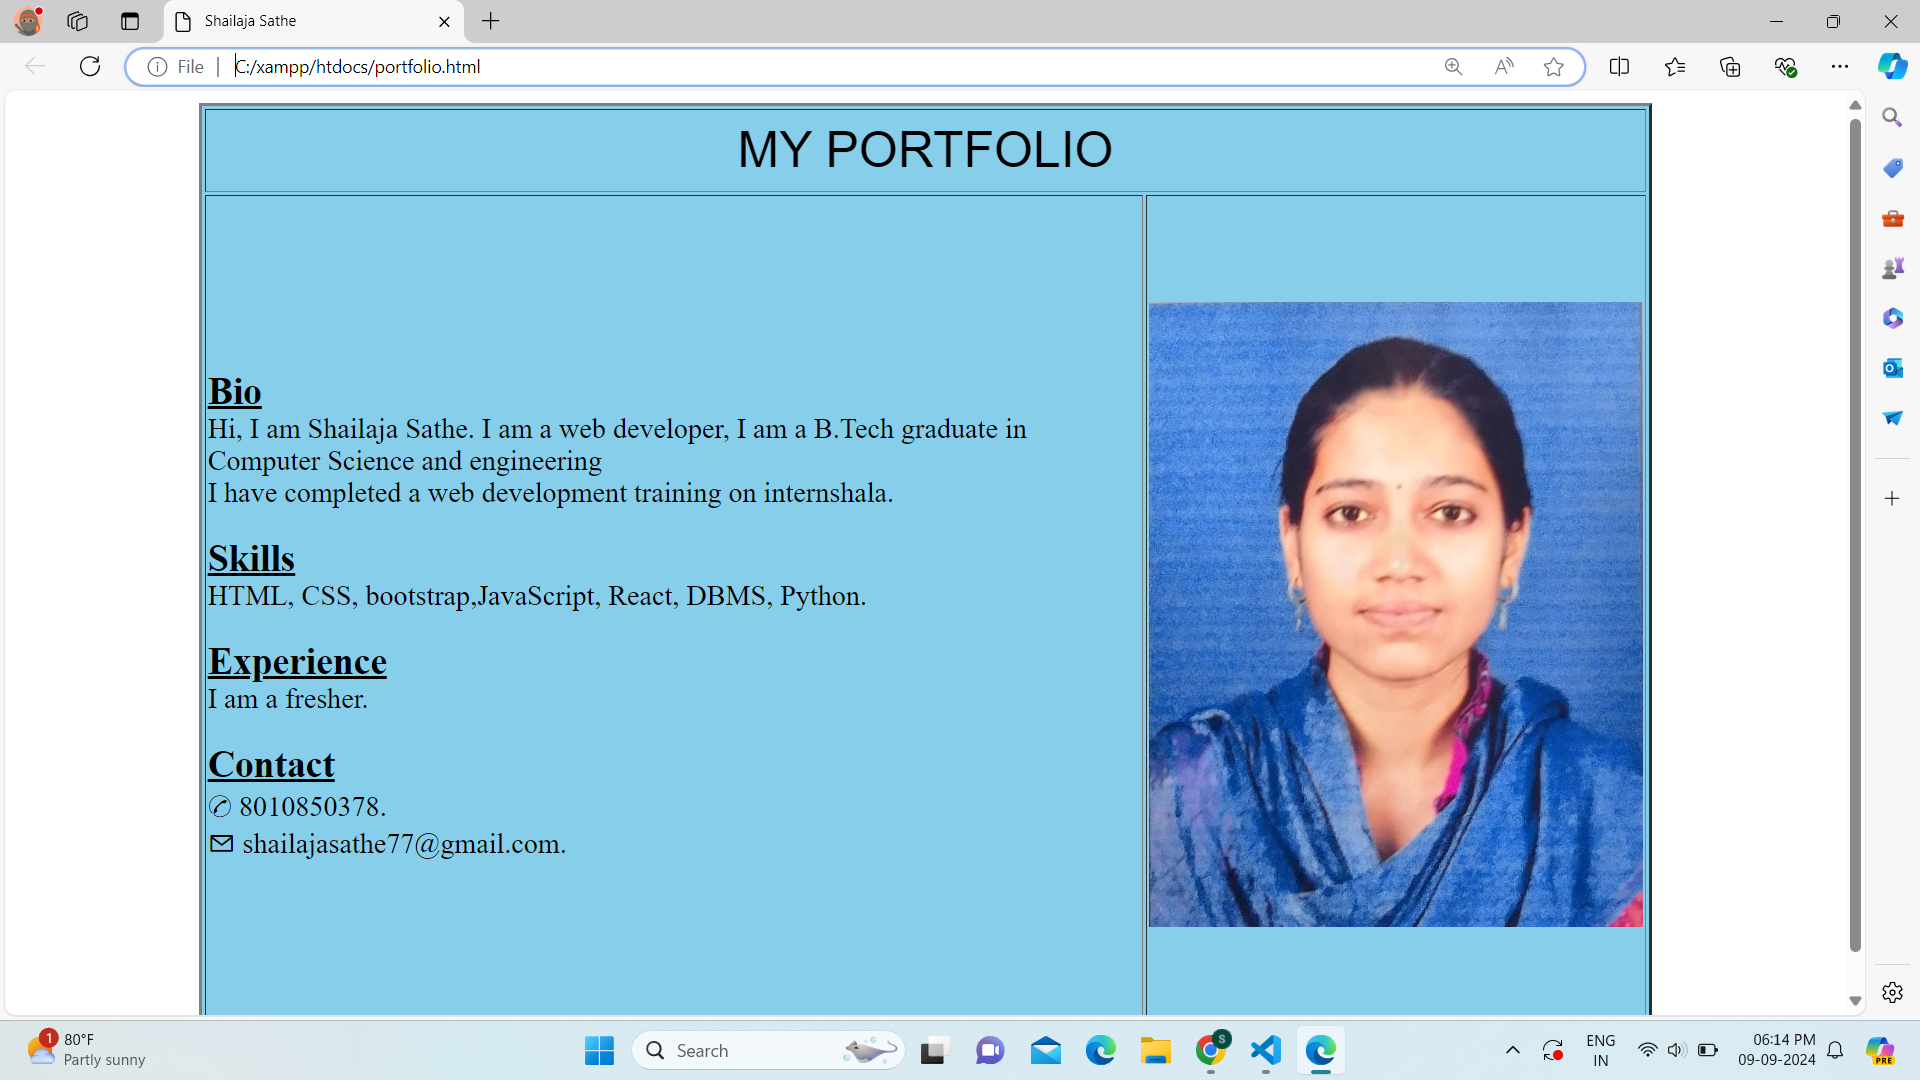 Shailaja Sathe
File
C:/xampp/htdocs/portfolio.html
MY PORTFOLIO
Bio
Hi, I am Shailaja Sathe. I am a web developer, I am a B.Tech graduate in
Computer Science and engineering
I have completed a web development training on internshala.
Skills
HTML, CSS, bootstrap,JavaScript, React, DBMS, Python.
Experience
I am a fresher.
Contact
✆ 8010850378.
🖂 shailajasathe77@gmail.com.
1
80°F
Partly sunny
Search
S
ENG
IN
06:14 PM
09-09-2024
PRE